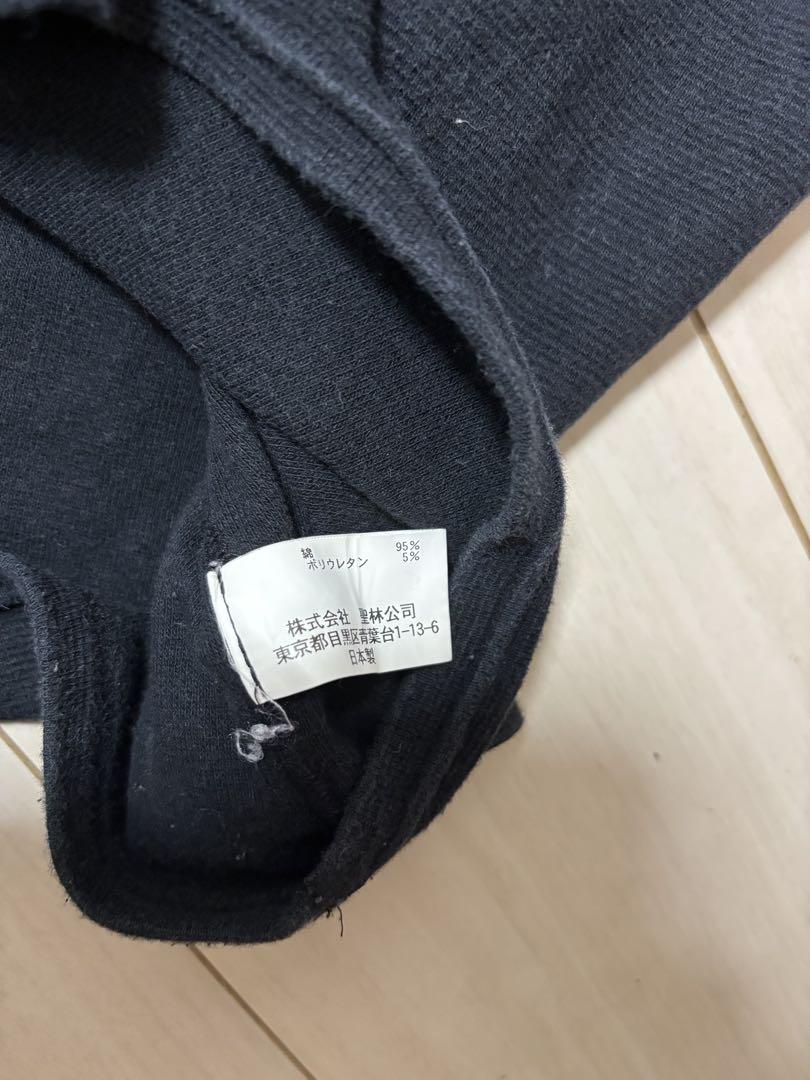 綿 95%
ポリウレタン 5%
株式会社 聖林公司
東京都目黒区青葉台1-13-6
日本製